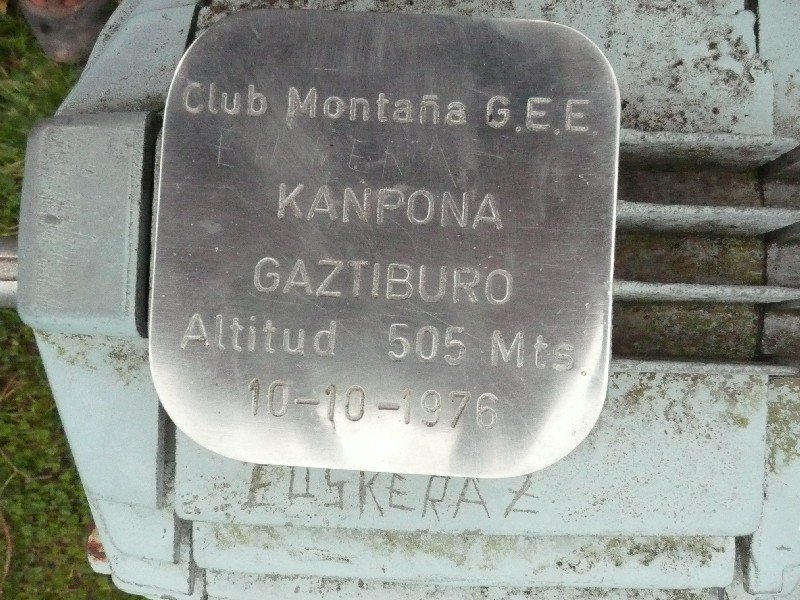 Club Montaña G.E.E.
KANPONA
GAZTIBURO
Altitud 505 Mts.
10-10-1976
EUSKERAZ